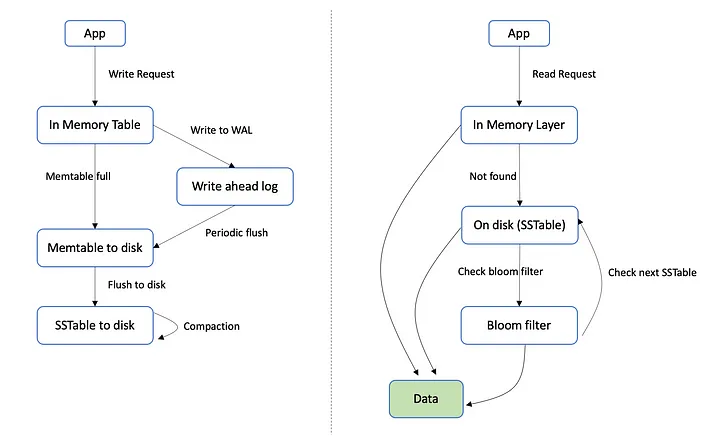 App
Write Request
In Memory Table
Write to WAL
Memtable full
Write ahead log
Periodic flush
Memtable to disk
Flush to disk
SSTable to disk
Compaction
App
Read Request
In Memory Layer
Not found
On disk (SSTable)
Check bloom filter
Check next SSTable
Bloom filter
Data